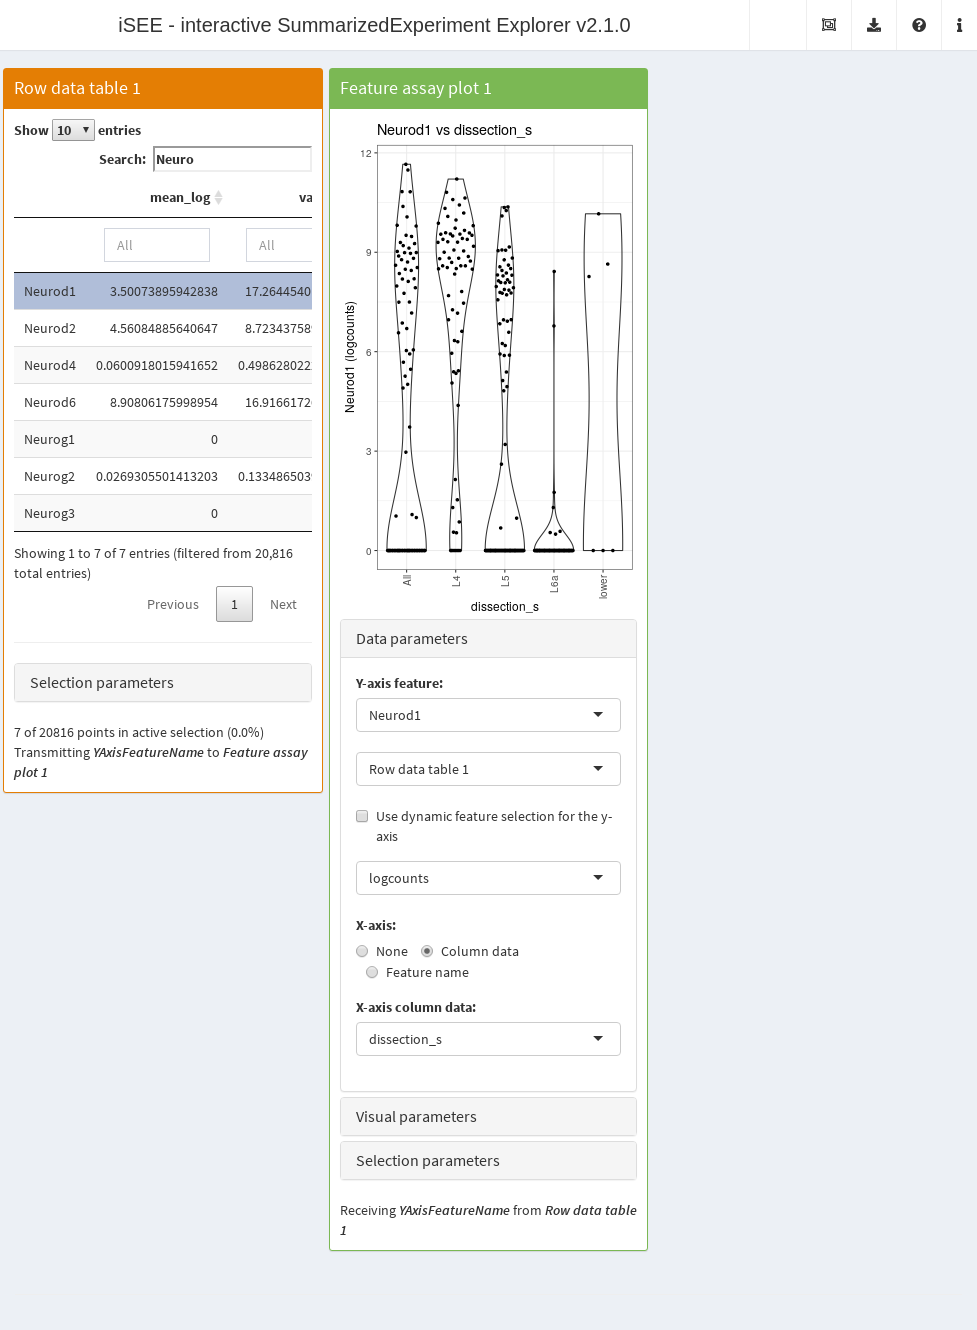 iSEE - interactive SummarizedExperiment Explorer v2.1.0
Row data table 1
Show 10 entries
Search: Neuro
mean_log va
All All
Neurod1 3.50073895942838 17.2644540
Neurod2 4.56084885640647 8.72343758
Neurod4 0.0600918015941652 0.498628022
Neurod6 8.90806175998954 16.9166172
Neurog1 0
Neurog2 0.0269305501413203 0.133486503
Neurog3 0
Showing 1 to 7 of 7 entries (filtered from 20,816
total entries)
Previous 1 Next
Selection parameters
7 of 20816 points in active selection (0.0%)
Transmitting YAxisFeatureName to Feature assay
plot 1
Feature assay plot 1
Neurod1 vs dissection_s
12
9
6
3
0
Neurod1 (logcounts)
All L4 L5 L6a lower
dissection_s
Data parameters
Y-axis feature:
Neurod1
Row data table 1
Use dynamic feature selection for the y-
axis
logcounts
X-axis:
None Column data
Feature name
X-axis column data:
dissection_s
Visual parameters
Selection parameters
Receiving YAxisFeatureName from Row data table
1